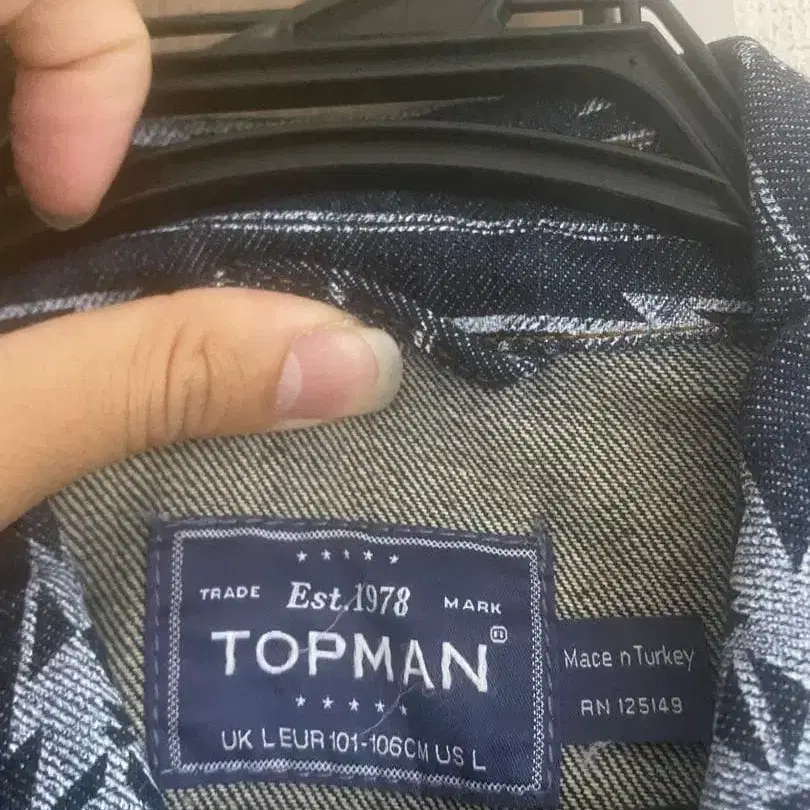 TRADE Est.1978 MARK
TOPMAN®
UK L EUR 101-106CM US L
Mace n Turkey
RN 125149